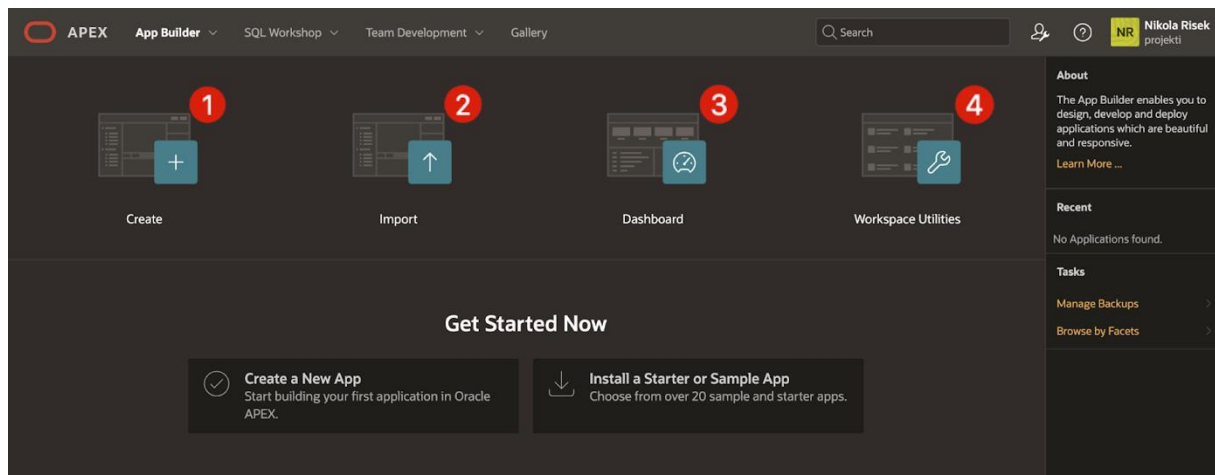 APEX App Builder SQL Workshop Team Development Gallery Search NR Nikola Risek
projekti
1 2 3 4
Create Import Dashboard Workspace Utilities
About
The App Builder enables you to
design, develop and deploy
applications which are beautiful
and responsive.
Learn More ...
Recent
No Applications found.
Tasks
Manage Backups
Browse by Facets
Get Started Now
Create a New App
Start building your first application in Oracle
APEX.
Install a Starter or Sample App
Choose from over 20 sample and starter apps.